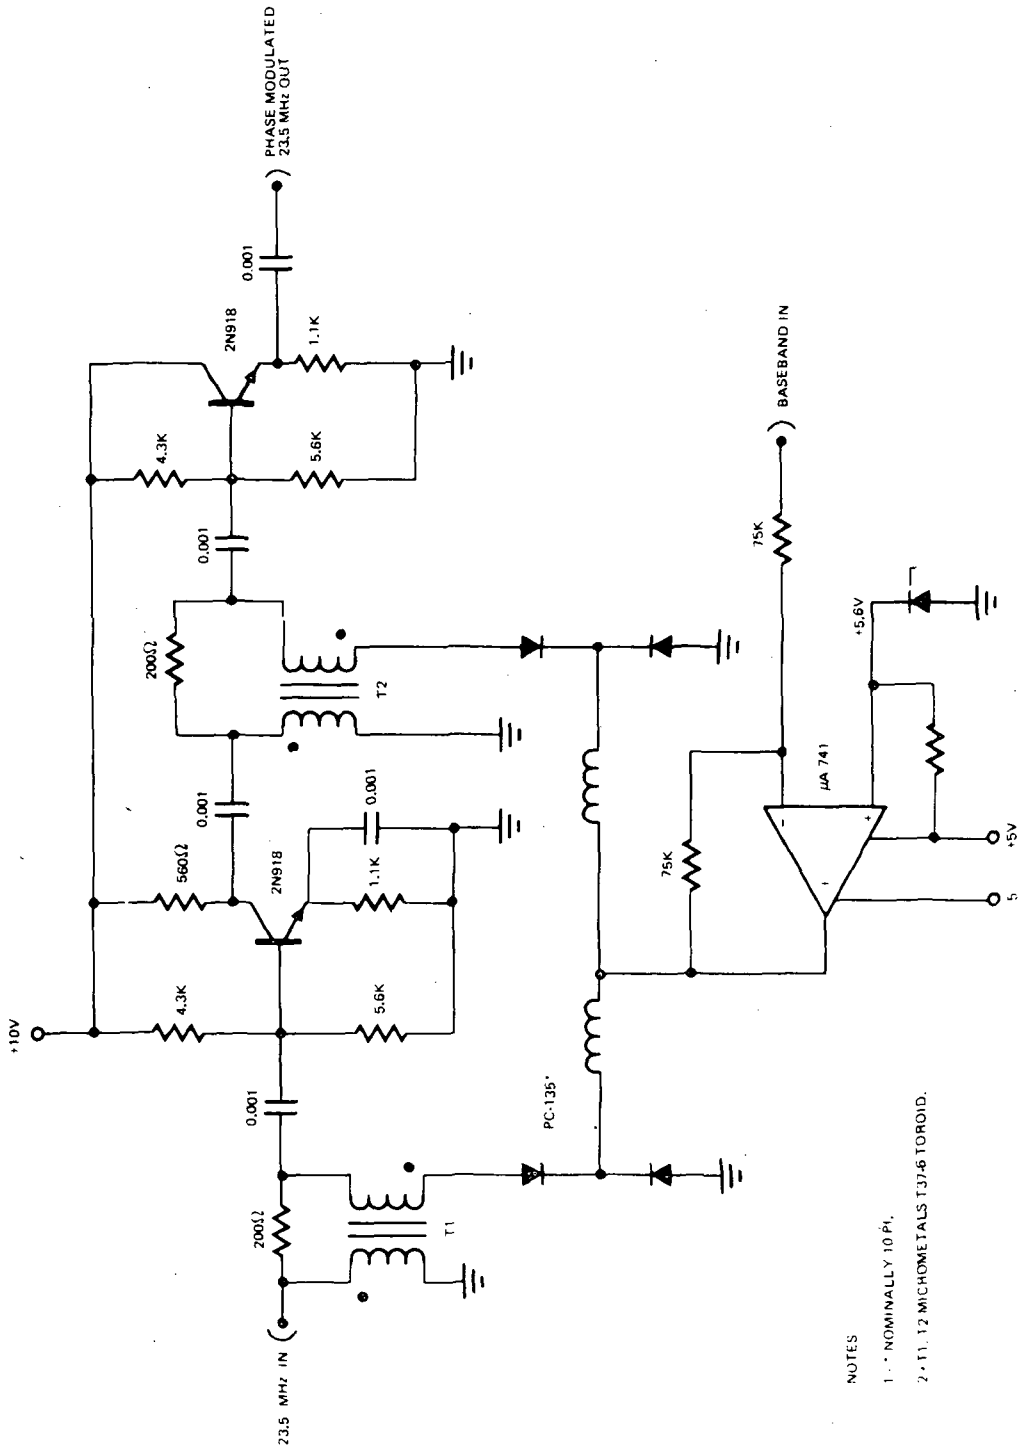 +10V
PHASE MODULATED
23.5 MHz OUT
0.001
2N918
1.1K
4.3K
5.6K
0.001
200Ω
T2
0.001
560Ω
2N918
0.001
1.1K
4.3K
5.6K
0.001
200Ω
T1
23.5 MHz IN
PC-135*
BASEBAND IN
75K
75K
μA 741
-
+
+
+5.6V
+5V
5
NOTES
1 - * NOMINALLY 10 Pf.
2 - T1, T2 MICROMETALS T37-6 TOROID.